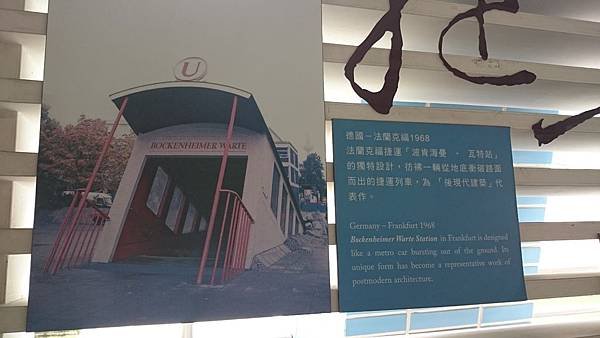 U
BOCKENHEIMER WARTE
德國－法蘭克福1968
法蘭克福捷運「波肯海疊 ‧ 瓦特站」
的獨特設計，彷彿一輛從地底衝破路面
而出的捷運列車，為 「後現代建築」代
表作。
Germany – Frankfurt 1968
Bockenheimer Warte Station in Frankfurt is designed
like a metro car bursting out of the ground. Its
unique form has become a representative work of
postmodern architecture.